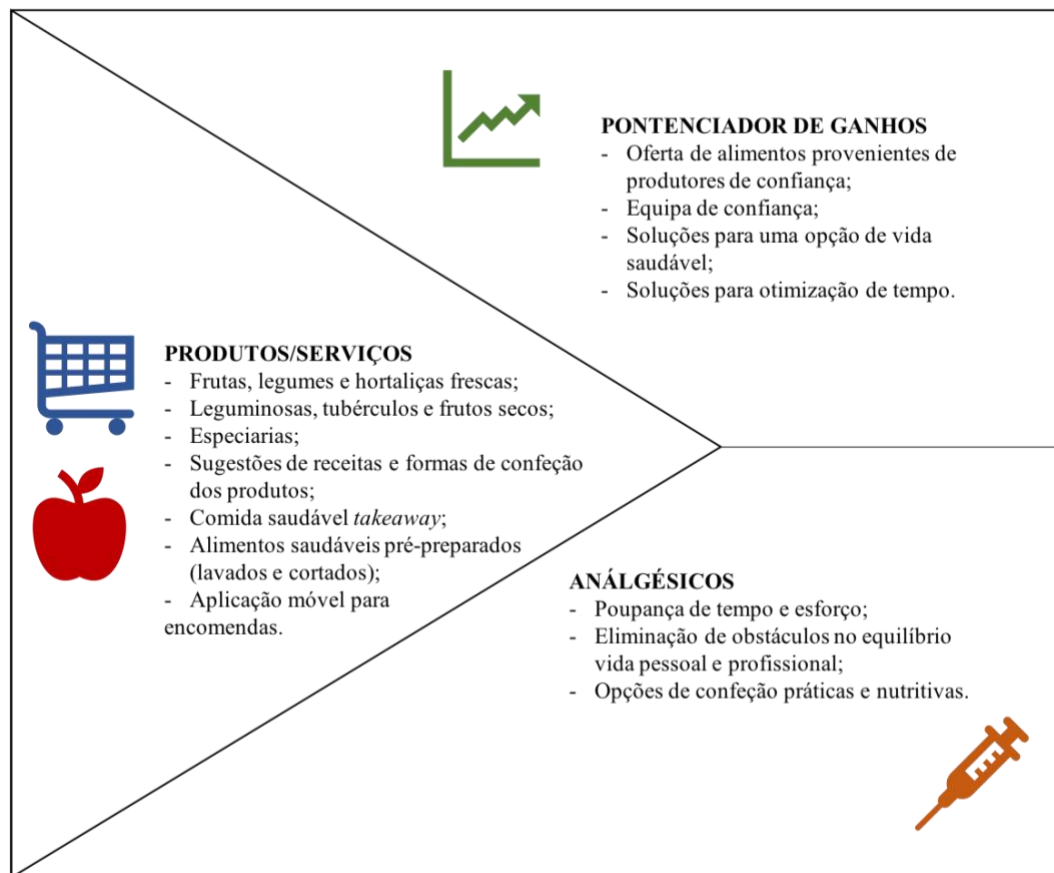 PONTENCIADOR DE GANHOS
- Oferta de alimentos provenientes de
produtores de confiança;
- Equipa de confiança;
- Soluções para uma opção de vida
saudável;
- Soluções para otimização de tempo.
PRODUTOS/SERVIÇOS
- Frutas, legumes e hortaliças frescas;
- Leguminosas, tubérculos e frutos secos;
- Especiarias;
- Sugestões de receitas e formas de confeção
dos produtos;
- Comida saudável takeaway;
- Alimentos saudáveis pré-preparados
(lavados e cortados);
- Aplicação móvel para
encomendas.
ANÁLGÉSICOS
- Poupança de tempo e esforço;
- Eliminação de obstáculos no equilíbrio
vida pessoal e profissional;
- Opções de confeção práticas e nutritivas.